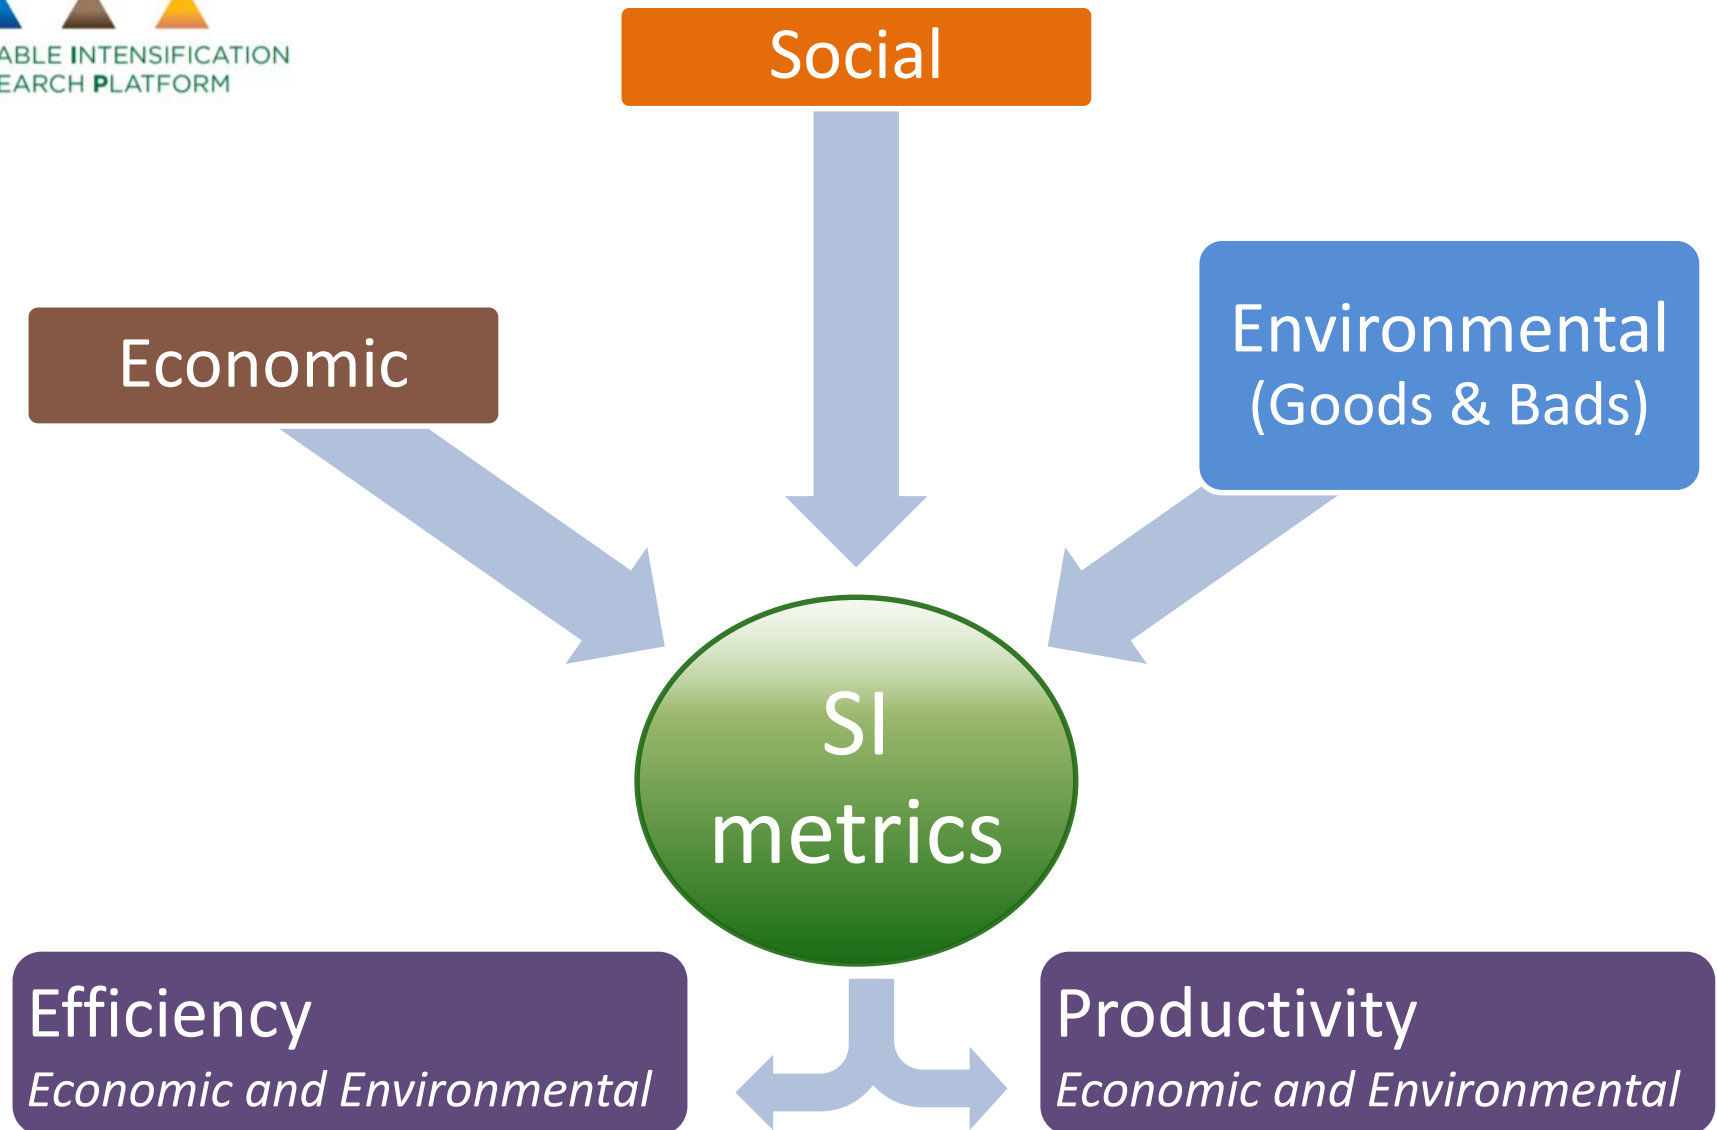 ABLE INTENSIFICATION
EARCH PLATFORM
Social
Economic
Environmental
(Goods & Bads)
SI
metrics
Efficiency
Economic and Environmental
Productivity
Economic and Environmental